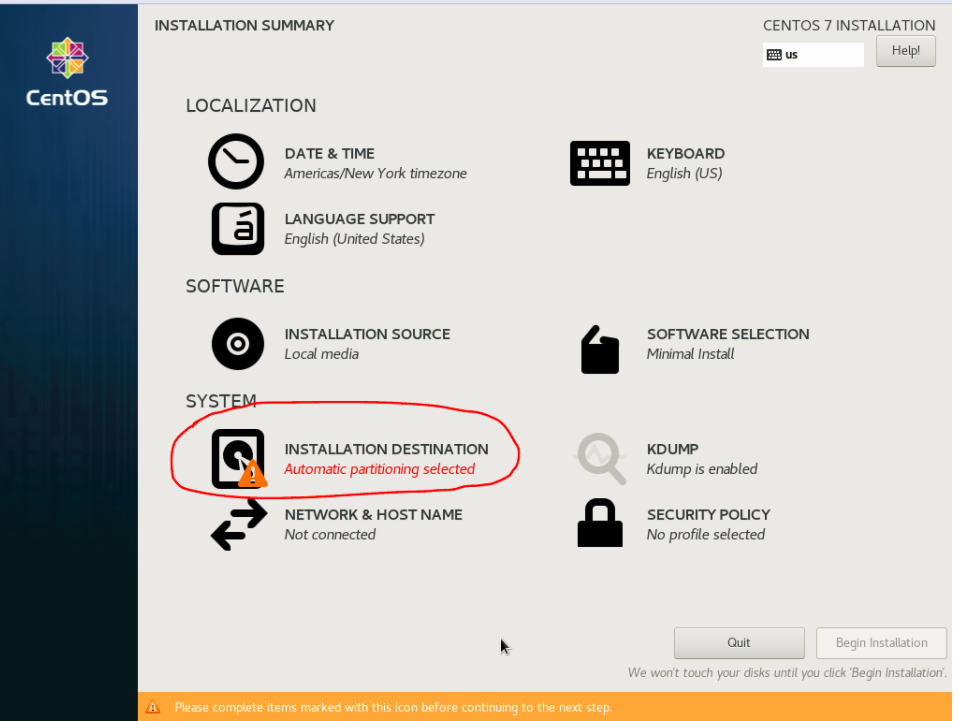 INSTALLATION SUMMARY
CENTOS 7 INSTALLATION
us
Help!
CentOS
LOCALIZATION
DATE & TIME
Americas/New York timezone
KEYBOARD
English (US)
á
LANGUAGE SUPPORT
English (United States)
SOFTWARE
INSTALLATION SOURCE
Local media
SOFTWARE SELECTION
Minimal Install
SYSTEM
INSTALLATION DESTINATION
Automatic partitioning selected
KDUMP
Kdump is enabled
NETWORK & HOST NAME
Not connected
SECURITY POLICY
No profile selected
Quit
Begin Installation
We won't touch your disks until you click 'Begin Installation'.
Please complete items marked with this icon before continuing to the next step.